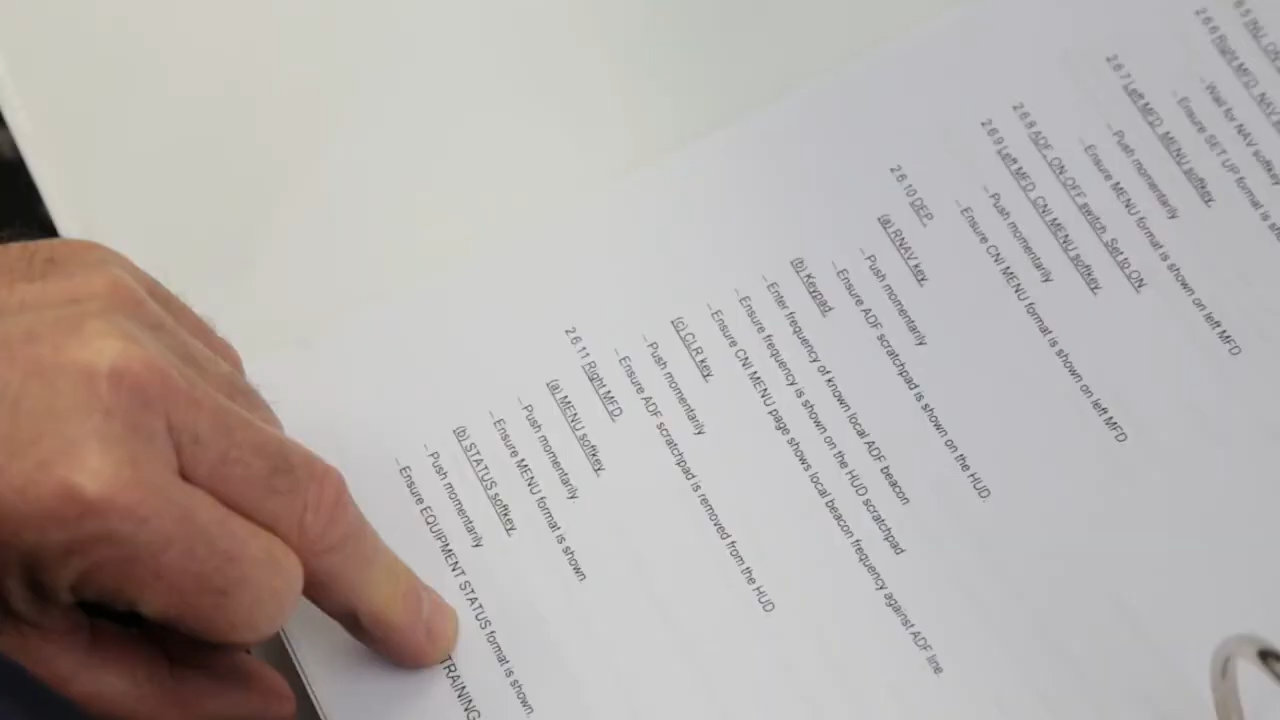 2.6.6 Right MFD, NAV
– Wait for NAV softkey
– Ensure SET UP format is
2.6.7 Left MFD, MENU softkey.
– Push momentarily
– Ensure MENU format is shown on left MFD
2.6.8 ADF ON-OFF switch. Set to ON.
2.6.9 Left MFD, CNI MENU softkey.
– Push momentarily
– Ensure CNI MENU format is shown on left MFD
2.6.10 DEP.
(a) RNAV key.
– Push momentarily
– Ensure ADF scratchpad is shown on the HUD.
(b) Keypad.
– Enter frequency of known local ADF beacon
– Ensure frequency is shown on the HUD scratchpad
– Ensure CNI MENU page shows local beacon frequency against ADF line.
(c) CLR key.
– Push momentarily
– Ensure ADF scratchpad is removed from the HUD.
2.6.11 Right MFD.
(a) MENU softkey.
– Push momentarily.
– Ensure MENU format is shown
(b) STATUS softkey.
– Push momentarily
– Ensure EQUIPMENT STATUS format is shown.
TRAINING